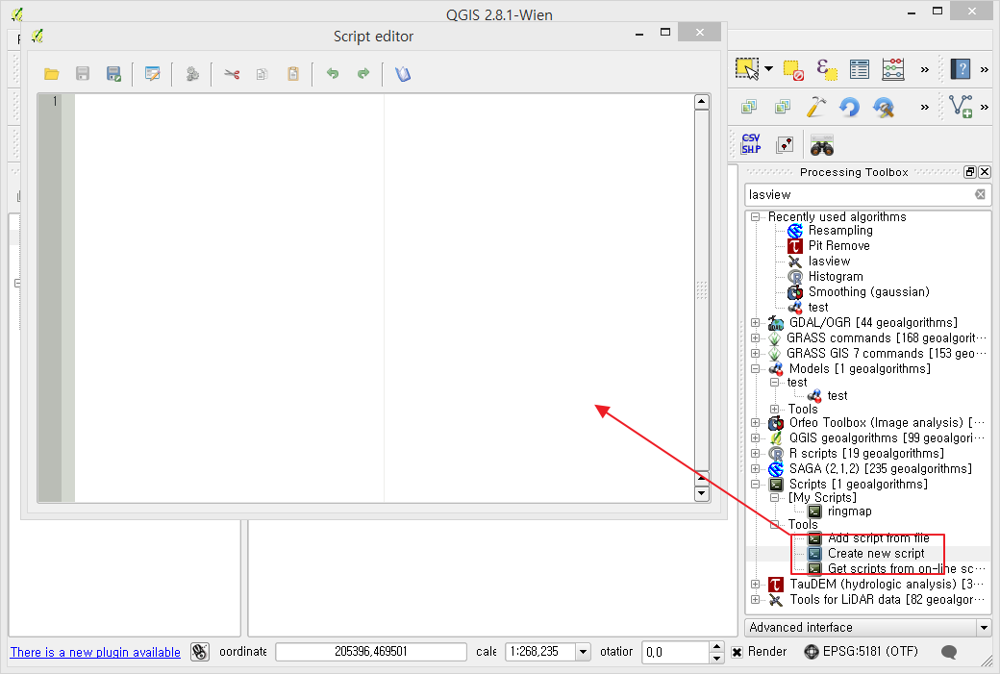 QGIS 2.8.1-Wien
Script editor
1
CSV
SHP
Processing Toolbox
lasview
Recently used algorithms
Resampling
Pit Remove
lasview
Histogram
Smoothing (gaussian)
test
GDAL/OGR [44 geoalgorithms]
GRASS commands [168 geoalgorit···
GRASS GIS 7 commands [153 geo···
Models [1 geoalgorithms]
test
test
Tools
Orfeo Toolbox (Image analysis) [···
QGIS geoalgorithms [99 geoalgori···
R scripts [19 geoalgorithms]
SAGA (2,1,2) [235 geoalgorithms]
Scripts [1 geoalgorithms]
[My Scripts]
ringmap
Tools
Add script from file
Create new script
Get scripts from on-line sc···
TauDEM (hydrologic analysis) [3···
Tools for LiDAR data [82 geoalgor···
Advanced interface
There is a new plugin available oordinate 205396,469501 cale 1:268,235 otation 0,0 Render EPSG:5181 (OTF)